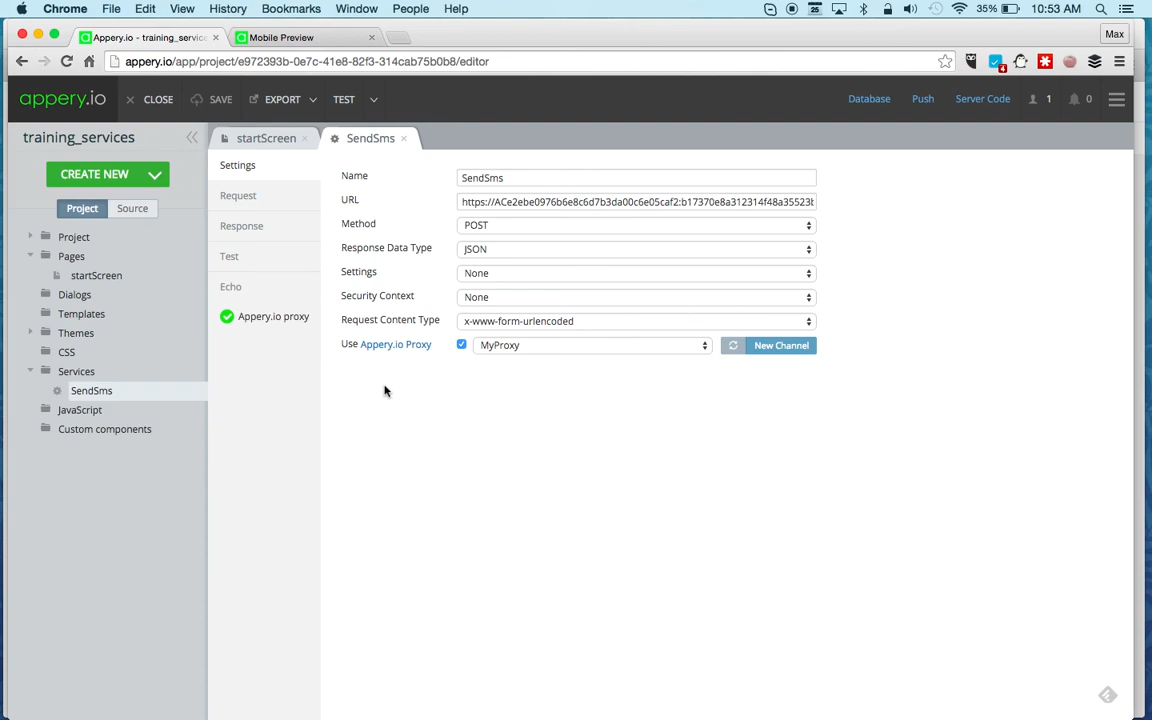 Chrome File Edit View History Bookmarks Window People Help 25 35% 10:53 AM
Appery.io - training_service × Mobile Preview × Max
appery.io/app/project/e972393b-0e7c-41e8-82f3-314cab75b0b8/editor 4
appery.io × CLOSE SAVE EXPORT TEST Database Push Server Code 1 0
training_services
startScreen × SendSms ×
CREATE NEW
Project Source
Project
Pages
startScreen
Dialogs
Templates
Themes
CSS
Services
SendSms
JavaScript
Custom components
Settings
Request
Response
Test
Echo
Appery.io proxy
Name SendSms
URL https://ACe2ebe0976b6e8c6d7b3da00c6e05caf2:b17370e8a312314f48a35523b
Method POST
Response Data Type JSON
Settings None
Security Context None
Request Content Type x-www-form-urlencoded
Use Appery.io Proxy MyProxy New Channel